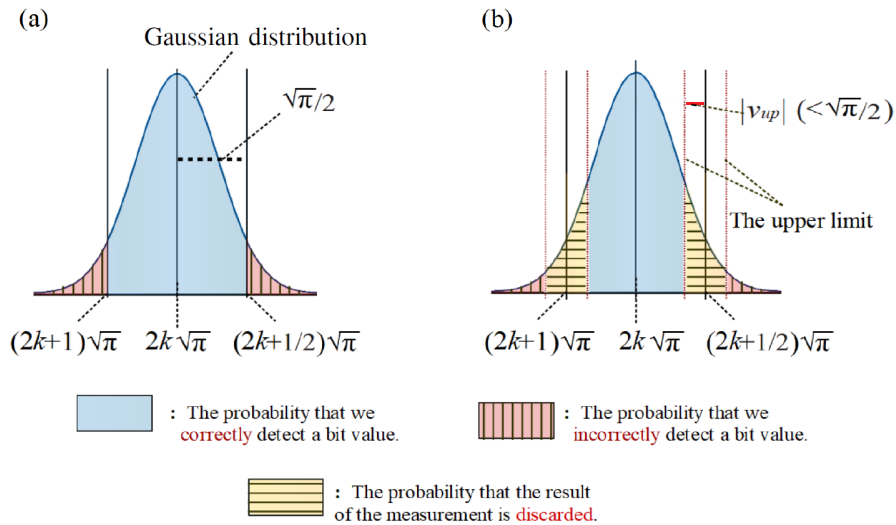 (a)
Gaussian distribution
√π/2
(2k+1)√π
2k√π
(2k+1/2)√π
(b)
|v_up| (<√π/2)
The upper limit
(2k+1)√π
2k√π
(2k+1/2)√π
: The probability that we
correctly detect a bit value.
: The probability that we
incorrectly detect a bit value.
: The probability that the result
of the measurement is discarded.